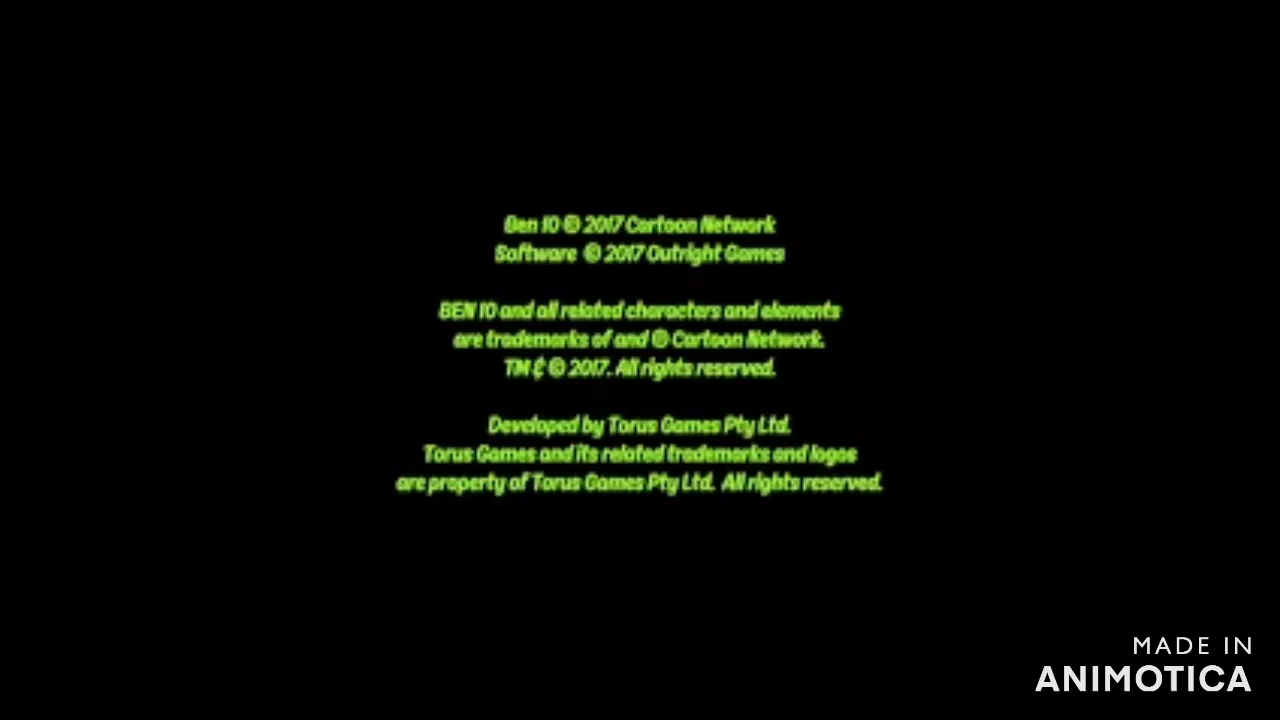 Ben 10 © 2017 Cartoon Network
Software © 2017 Outright Games
BEN 10 and all related characters and elements
are trademarks of and © Cartoon Network.
TM & © 2017. All rights reserved.
Developed by Torus Games Pty Ltd.
Torus Games and its related trademarks and logos
are property of Torus Games Pty Ltd. All rights reserved.
MADE IN
ANIMOTICA